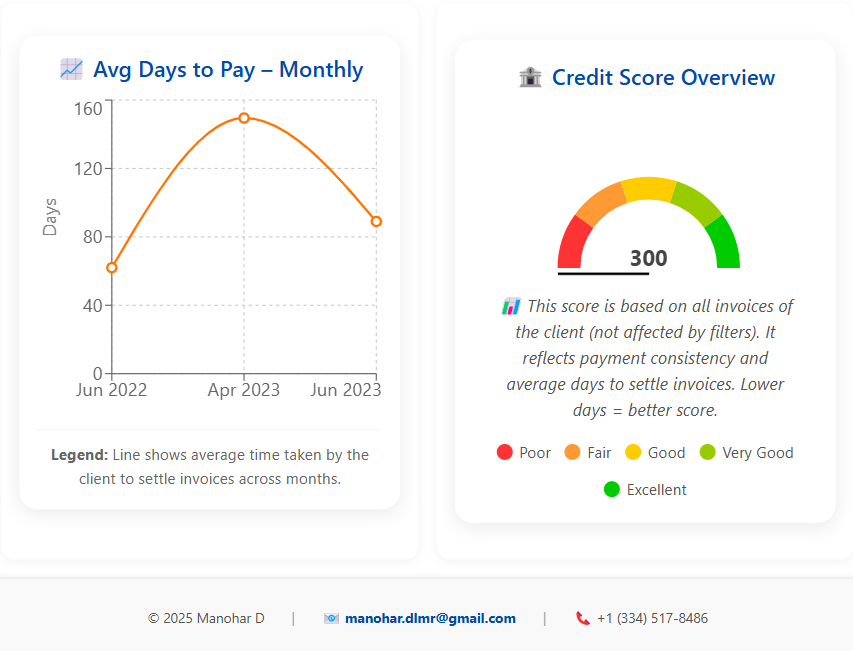 Avg Days to Pay – Monthly
160
120
80
40
0
Days
Jun 2022 Apr 2023 Jun 2023
Legend: Line shows average time taken by the
client to settle invoices across months.
Credit Score Overview
300
This score is based on all invoices of
the client (not affected by filters). It
reflects payment consistency and
average days to settle invoices. Lower
days = better score.
Poor Fair Good Very Good
Excellent
© 2025 Manohar D | manohar.dlmr@gmail.com | +1 (334) 517-8486